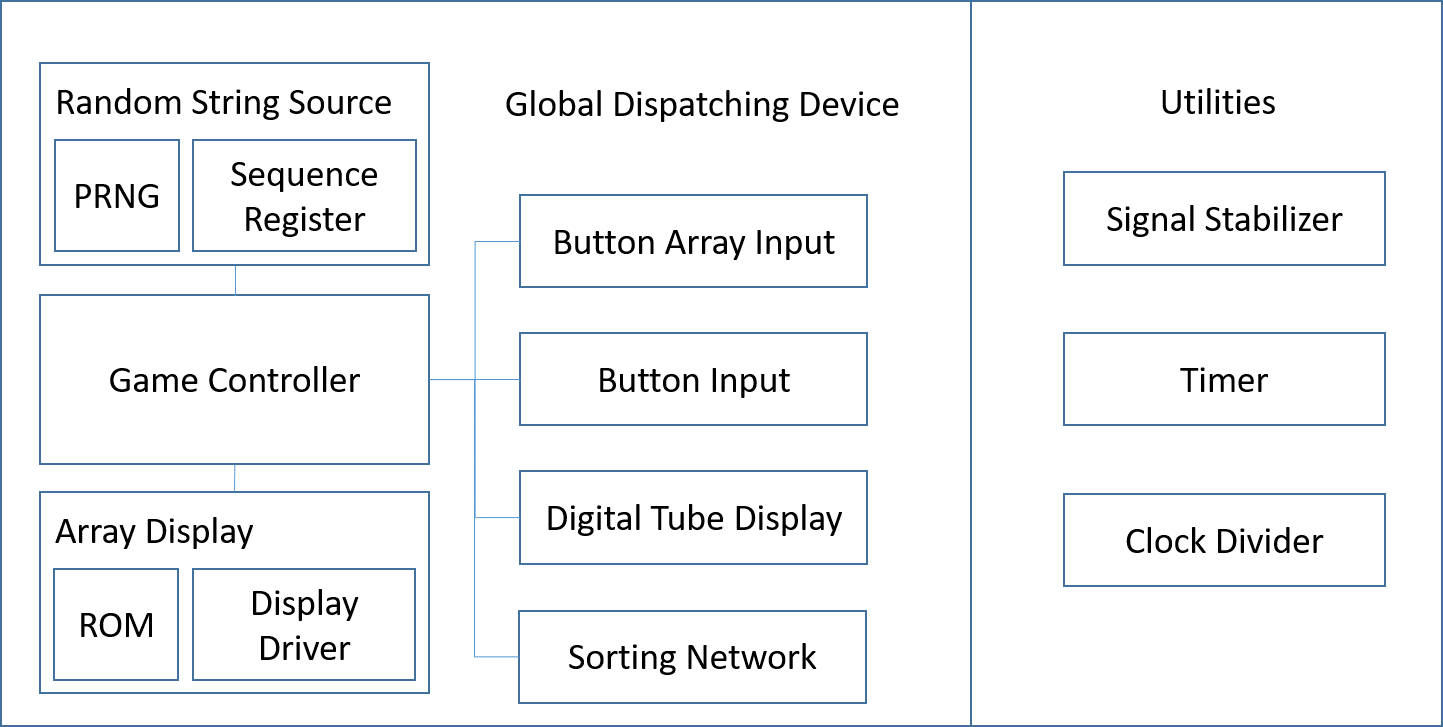 Random String Source
PRNG
Sequence
Register
Game Controller
Array Display
ROM
Display
Driver
Global Dispatching Device
Button Array Input
Button Input
Digital Tube Display
Sorting Network
Utilities
Signal Stabilizer
Timer
Clock Divider